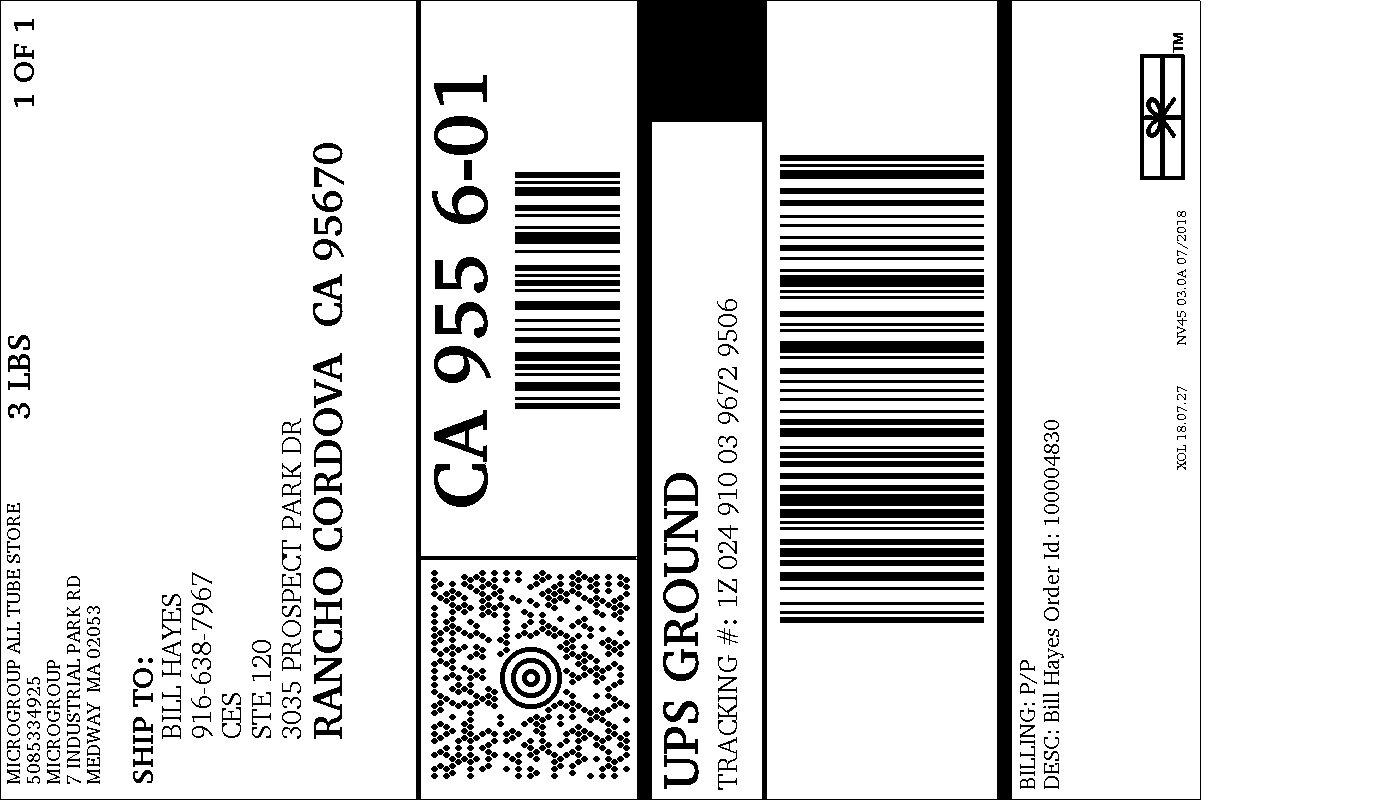 MICROGROUP ALL TUBE STORE
5085334925
MICROGROUP
7 INDUSTRIAL PARK RD
MEDWAY  MA 02053
3 LBS
1 OF 1
SHIP TO:
BILL HAYES
916-638-7967
CES
STE 120
3035 PROSPECT PARK DR
RANCHO CORDOVA  CA 95670
CA 955 6-01
UPS GROUND
TRACKING #: 1Z 024 910 03 9672 9506
BILLING: P/P
DESC: Bill Hayes Order Id: 100004830
XOL 18.07.27
NV45 03.0A 07/2018
TM